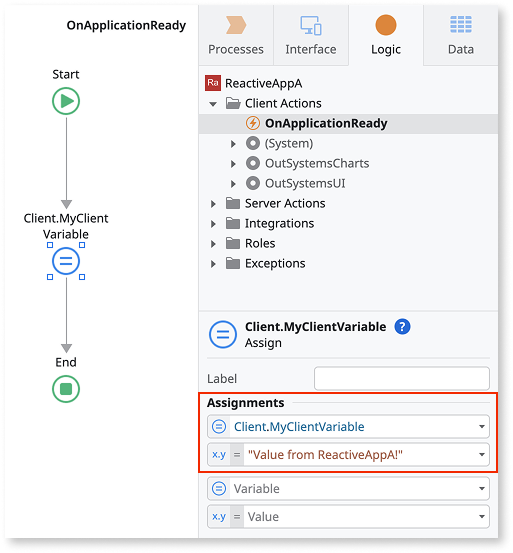 OnApplicationReady
Start
Client.MyClient
Variable
End
Processes
Interface
Logic
Data
Ra ReactiveAppA
Client Actions
OnApplicationReady
(System)
OutSystemsCharts
OutSystemsUI
Server Actions
Integrations
Roles
Exceptions
Client.MyClientVariable ?
Assign
Label
Assignments
Client.MyClientVariable
x.y = "Value from ReactiveAppA!"
Variable
x.y = Value